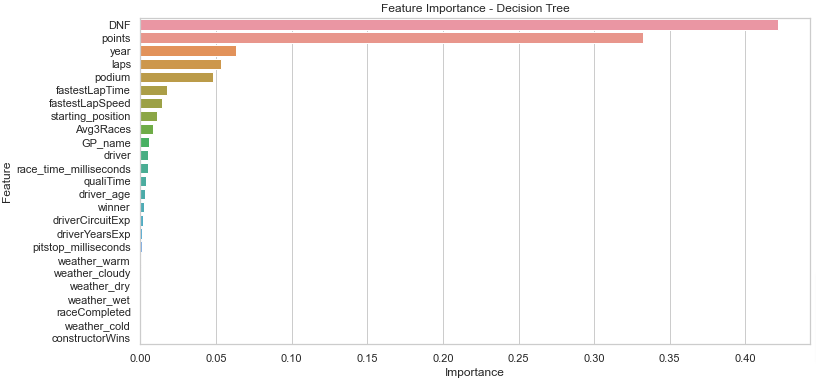 Feature Importance - Decision Tree
DNF
points
year
laps
podium
fastestLapTime
fastestLapSpeed
starting_position
Avg3Races
GP_name
driver
race_time_milliseconds
qualiTime
driver_age
winner
driverCircuitExp
driverYearsExp
pitstop_milliseconds
weather_warm
weather_cloudy
weather_dry
weather_wet
raceCompleted
weather_cold
constructorWins
Feature
0.00 0.05 0.10 0.15 0.20 0.25 0.30 0.35 0.40
Importance